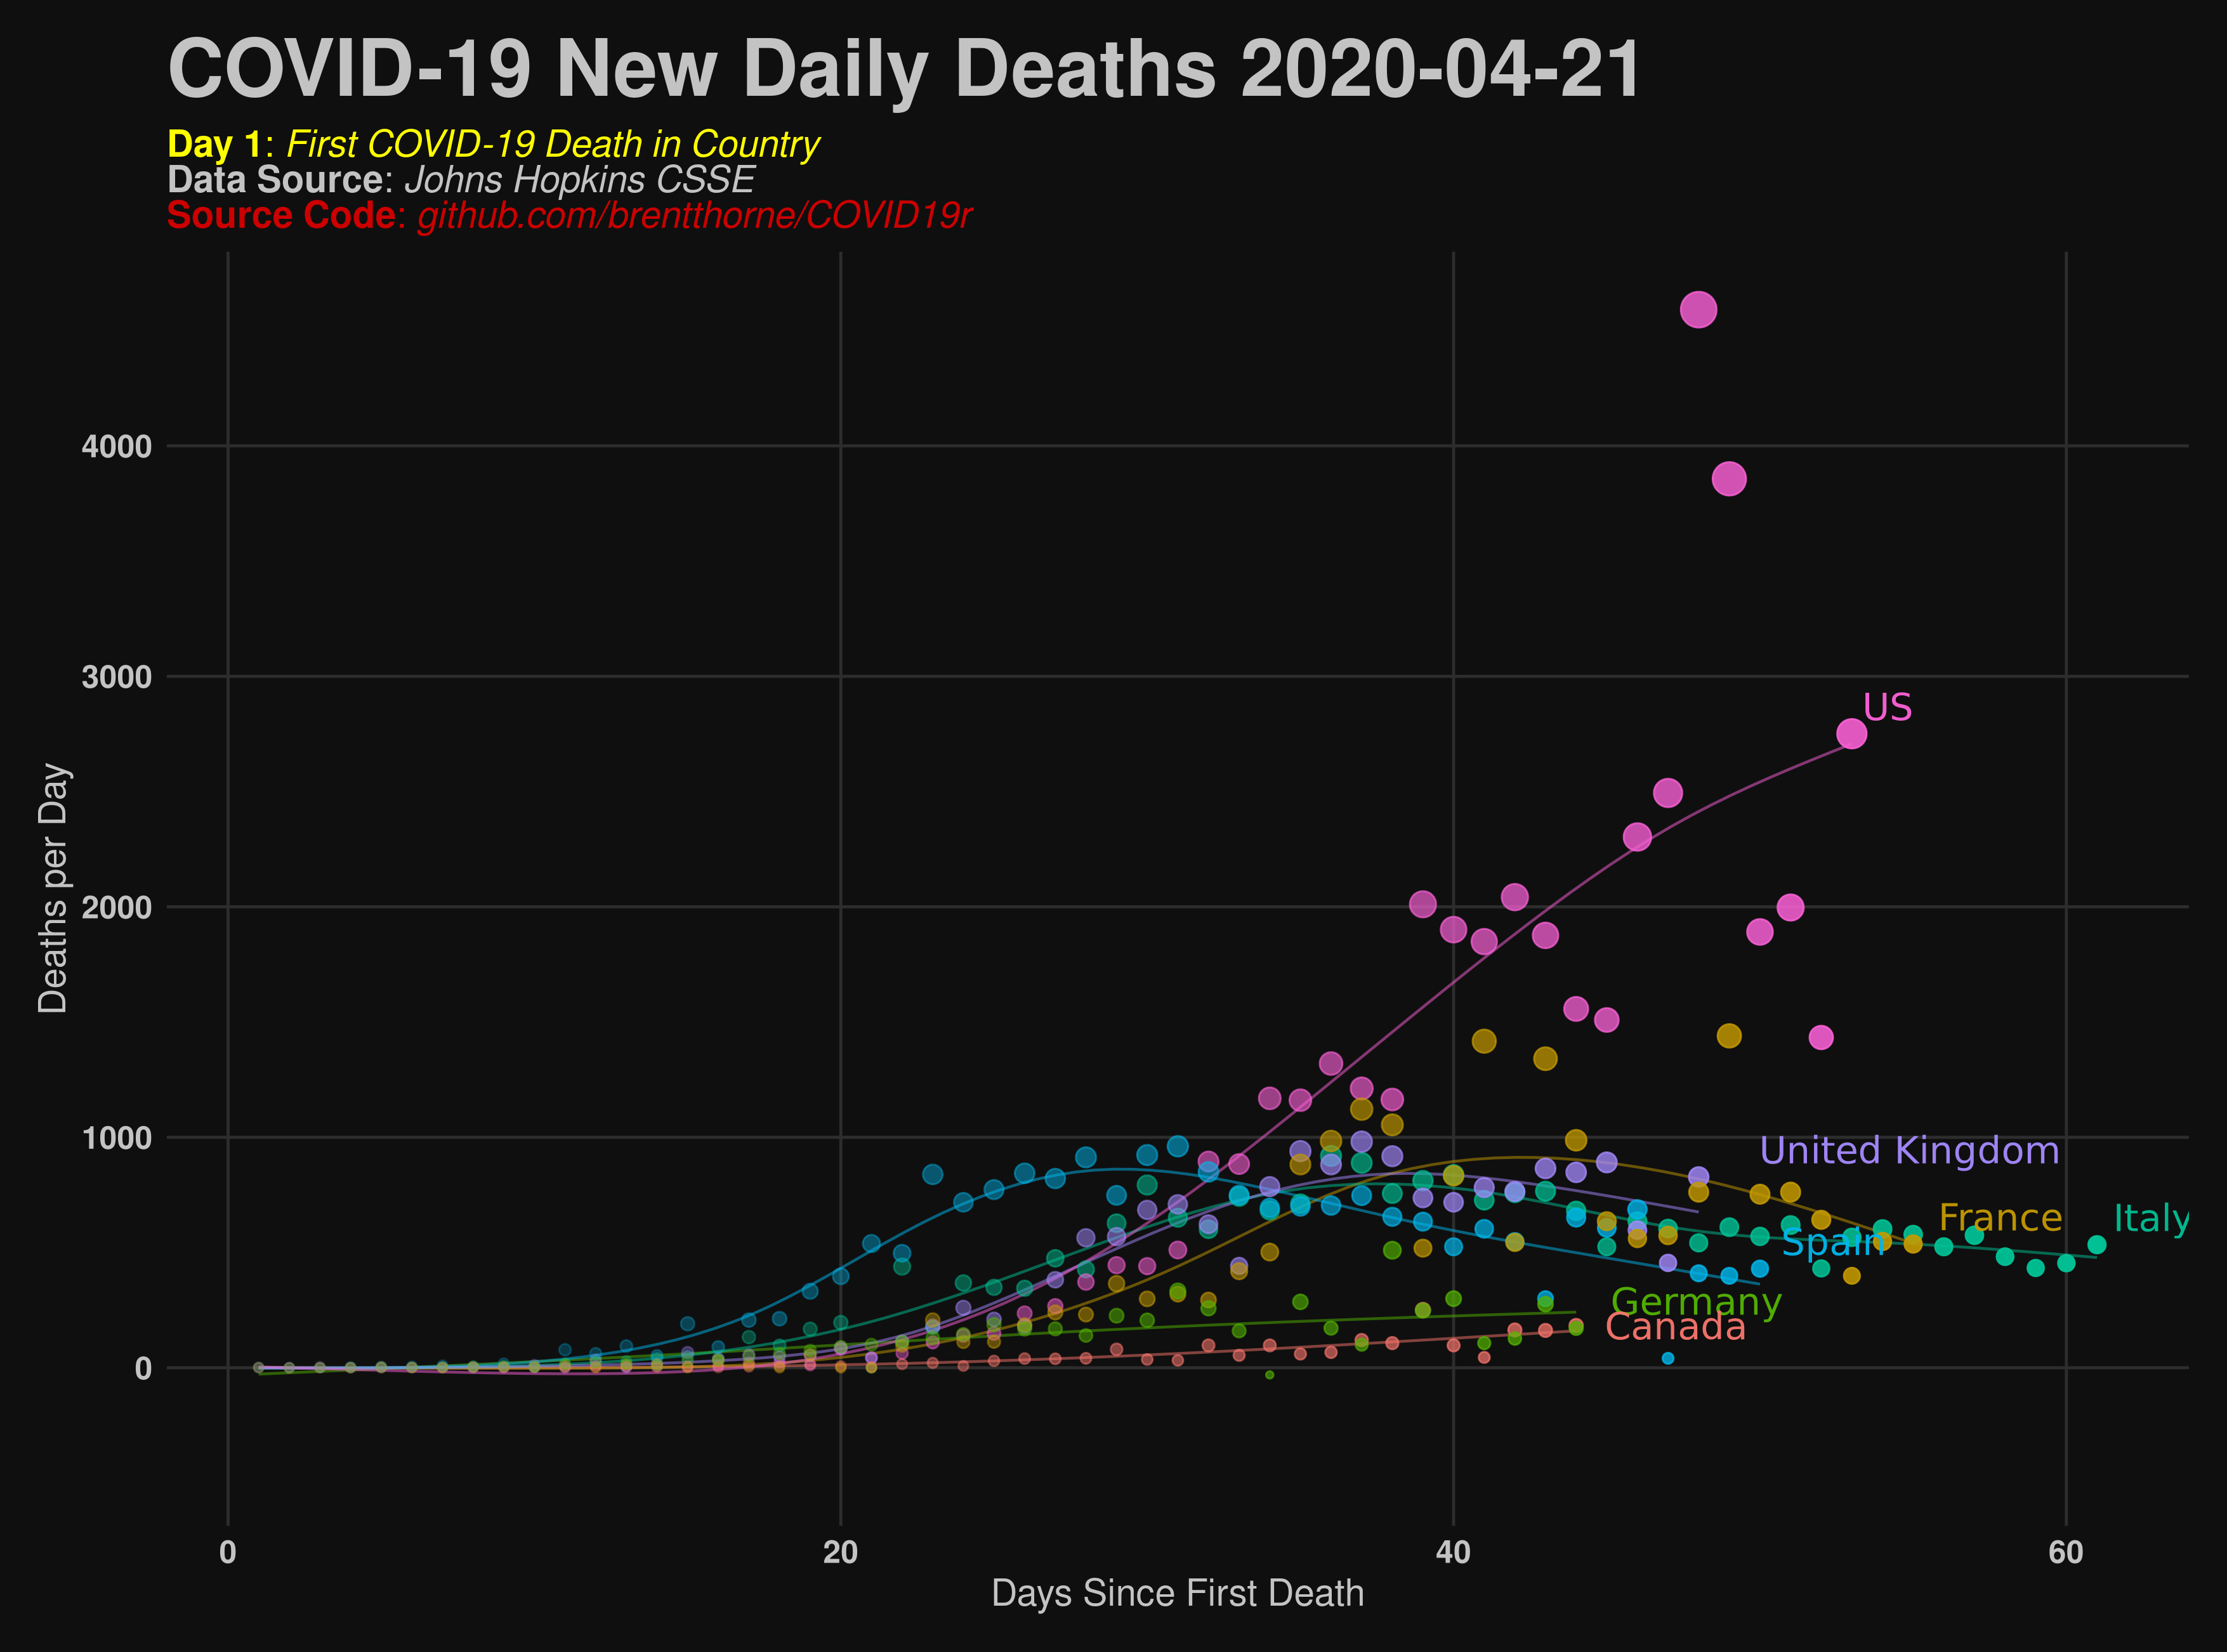 COVID-19 New Daily Deaths 2020-04-21
Day 1: First COVID-19 Death in Country
Data Source: Johns Hopkins CSSE
Source Code: github.com/brentthorne/COVID19r
4000
3000
2000
1000
0
Deaths per Day
US
United Kingdom
France
Italy
Spain
Germany
Canada
0
20
40
60
Days Since First Death